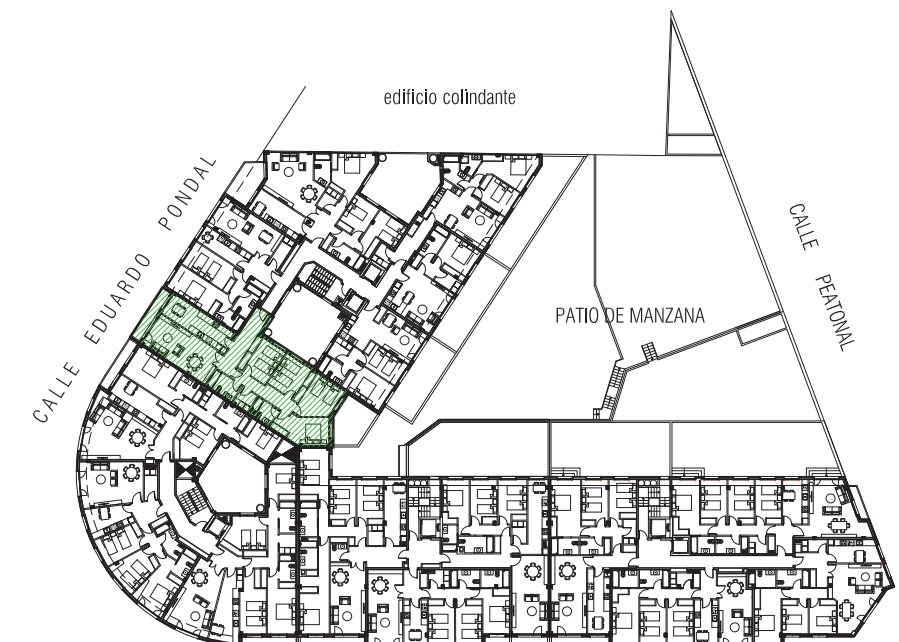 edificio colindante
CALLE EDUARDO PONDAL
CALLE PEATONAL
PATIO DE MANZANA